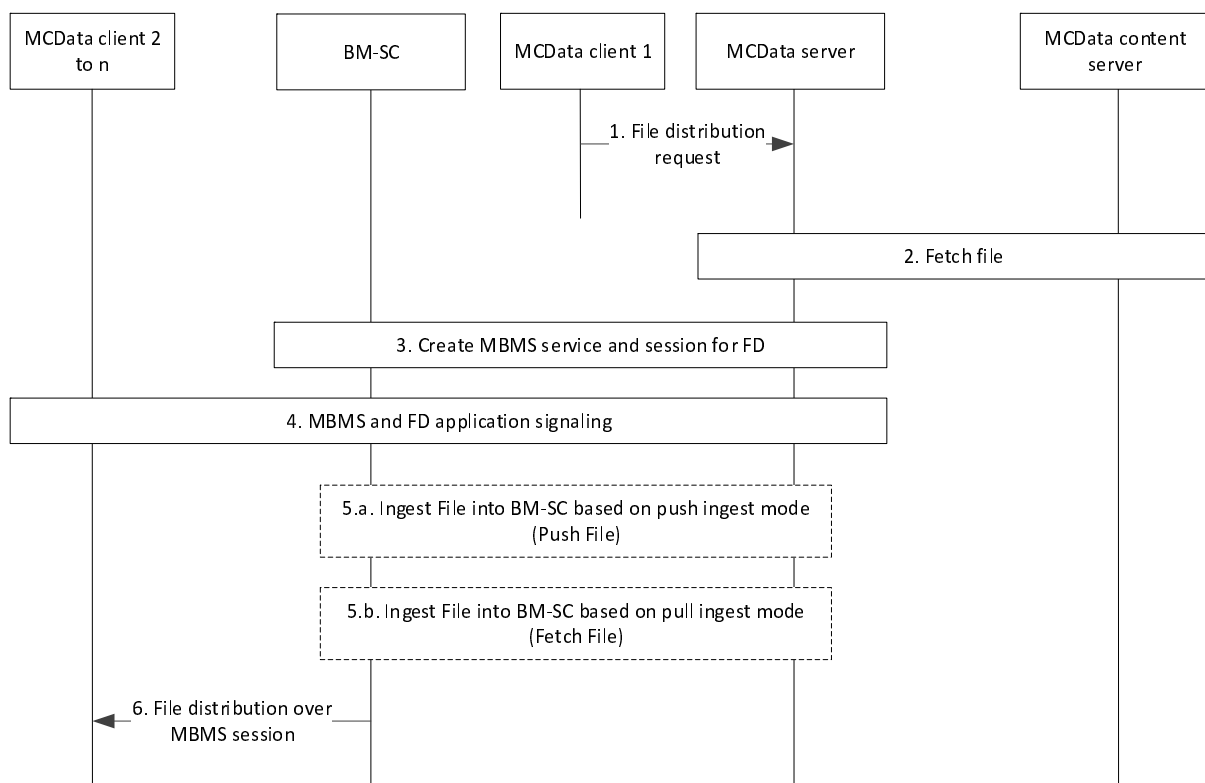 MCData client 2
to n
BM-SC
MCData client 1
MCData server
MCData content
server
1. File distribution
request
2. Fetch file
3. Create MBMS service and session for FD
4. MBMS and FD application signaling
5.a. Ingest File into BM-SC based on push ingest mode
(Push File)
5.b. Ingest File into BM-SC based on pull ingest mode
(Fetch File)
6. File distribution over
MBMS session